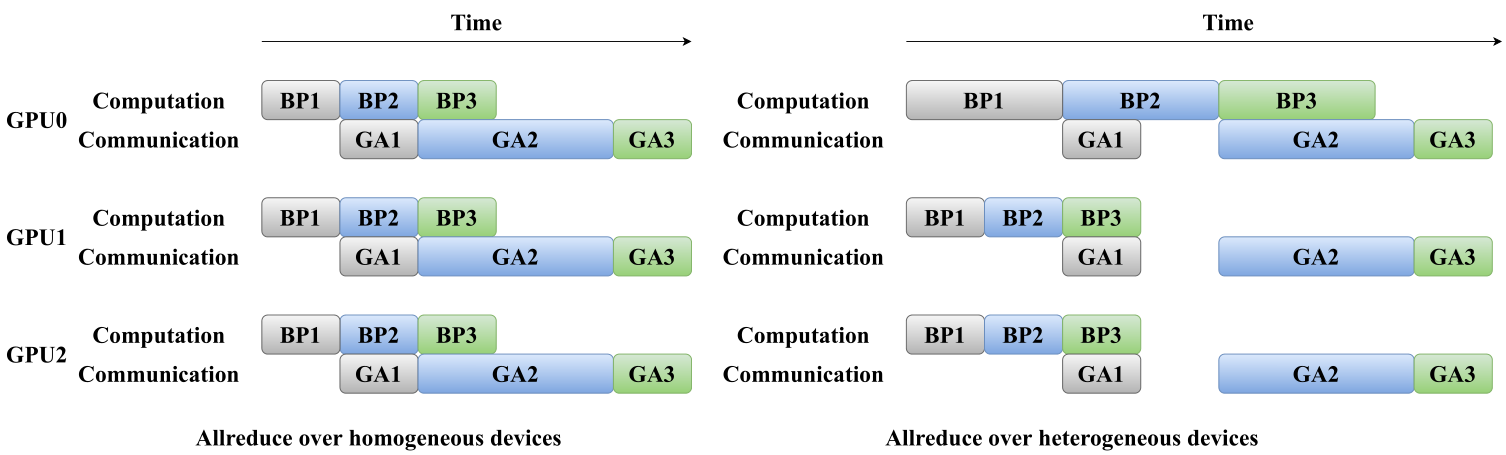 Time
GPU0
Computation BP1 BP2 BP3
Communication GA1 GA2 GA3
GPU1
Computation BP1 BP2 BP3
Communication GA1 GA2 GA3
GPU2
Computation BP1 BP2 BP3
Communication GA1 GA2 GA3
Allreduce over homogeneous devices
Time
Computation BP1 BP2 BP3
Communication GA1 GA2 GA3
Computation BP1 BP2 BP3
Communication GA1 GA2 GA3
Computation BP1 BP2 BP3
Communication GA1 GA2 GA3
Allreduce over heterogeneous devices